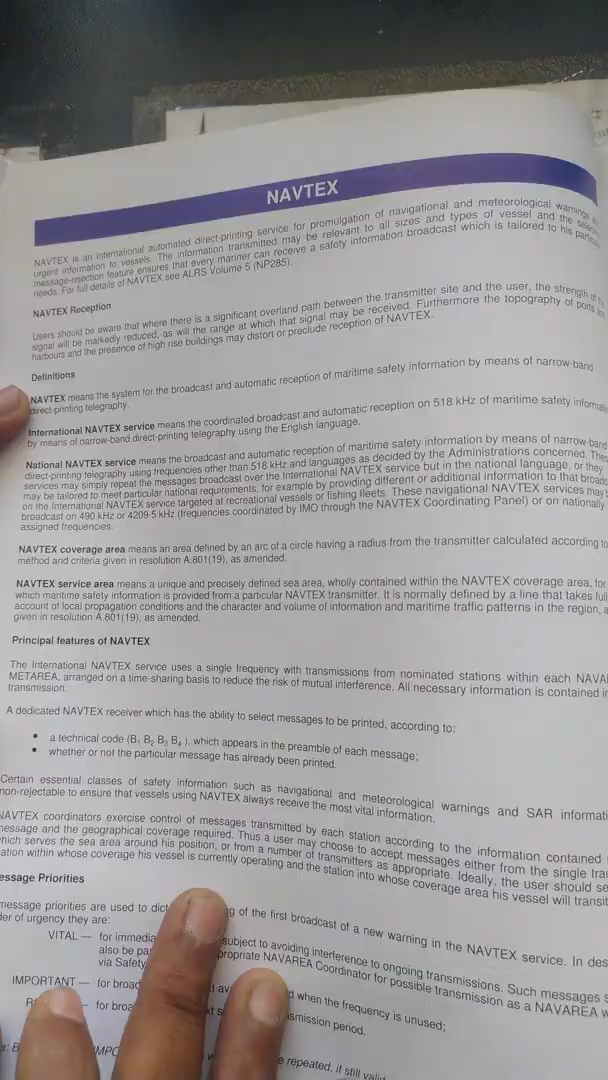 NAVTEX
NAVTEX is an international automated direct-printing service for promulgation of navigational and meteorological warnings
urgent information to vessels. The information transmitted may be relevant to all sizes and types of vessel and the
message-rejection feature ensures that every mariner can receive a safety information broadcast which is tailored to his
needs. For full details of NAVTEX see ALRS Volume 5 (NP285).
NAVTEX Reception
Users should be aware that where there is a significant overland path between the transmitter site and the user, the strength of
signal will be markedly reduced, as will the range at which that signal may be received. Furthermore the topography of ports
harbours and the presence of high rise buildings may distort or preclude reception of NAVTEX.
Definitions
NAVTEX means the system for the broadcast and automatic reception of maritime safety information by means of narrow-band
direct-printing telegraphy.
International NAVTEX service means the coordinated broadcast and automatic reception on 518 kHz of maritime safety
by means of narrow-band direct-printing telegraphy using the English language.
National NAVTEX service means the broadcast and automatic reception of maritime safety information by means of narrow-band
direct-printing telegraphy using frequencies other than 518 kHz and languages as decided by the Administrations concerned.
services may simply repeat the messages broadcast over the International NAVTEX service but in the national language, or they
may be tailored to meet particular national requirements, for example by providing different or additional information to that
on the International NAVTEX service targeted at recreational vessels or fishing fleets. These navigational NAVTEX services may
broadcast on 490 kHz or 4209·5 kHz (frequencies coordinated by IMO through the NAVTEX Coordinating Panel) or on nationally
assigned frequencies.
NAVTEX coverage area means an area defined by an arc of a circle having a radius from the transmitter calculated according to
method and criteria given in resolution A.801(19), as amended.
NAVTEX service area means a unique and precisely defined sea area, wholly contained within the NAVTEX coverage area, for
which maritime safety information is provided from a particular NAVTEX transmitter. It is normally defined by a line that takes full
account of local propagation conditions and the character and volume of information and maritime traffic patterns in the region,
given in resolution A.801(19), as amended.
Principal features of NAVTEX
The International NAVTEX service uses a single frequency with transmissions from nominated stations within each
METAREA, arranged on a time-sharing basis to reduce the risk of mutual interference. All necessary information is contained
transmission.
A dedicated NAVTEX receiver which has the ability to select messages to be printed, according to:
• a technical code (B₁ B₂ B₃ B₄ ), which appears in the preamble of each message;
• whether or not the particular message has already been printed.
Certain essential classes of safety information such as navigational and meteorological warnings and SAR
non-rejectable to ensure that vessels using NAVTEX always receive the most vital information.
NAVTEX coordinators exercise control of messages transmitted by each station according to the information contained
message and the geographical coverage required. Thus a user may choose to accept messages either from the single
which serves the sea area around his position, or from a number of transmitters as appropriate. Ideally, the user should
within whose coverage his vessel is currently operating and the station into whose coverage area his vessel will
Priorities
message priorities are used to of the first broadcast of a new warning in the NAVTEX service. In
of urgency they are:
VITAL — for subject to avoiding interference to ongoing transmissions. Such messages
also be NAVAREA Coordinator for possible transmission as a NAVAREA
via
IMPORTANT — for when the frequency is unused;
— for period.
repeated, if still